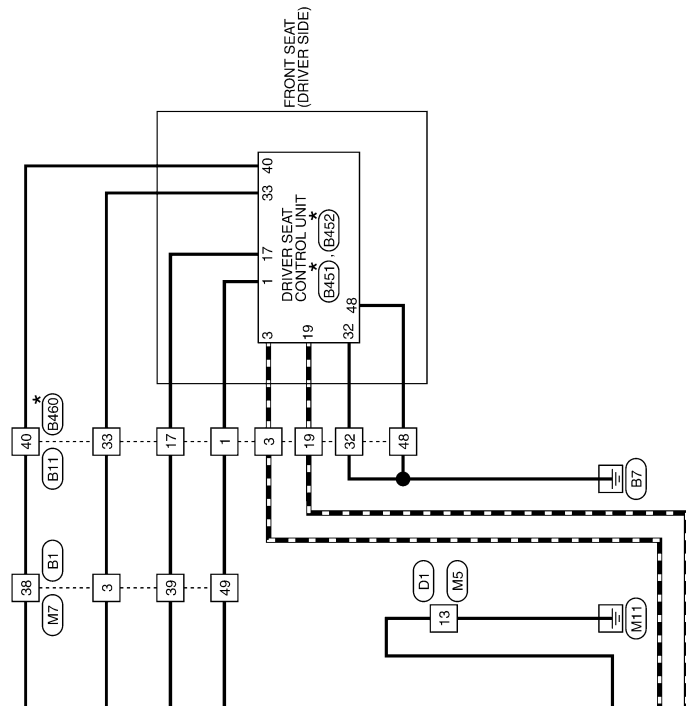 FRONT SEAT
(DRIVER SIDE)
40
33
17
1
DRIVER SEAT
CONTROL UNIT
* *
B451 , B452
48
3
19
32
*
B460
40
33
17
1
3
19
32
48
B11
B7
B1
38
3
39
49
M7
D1
M5
13
M11